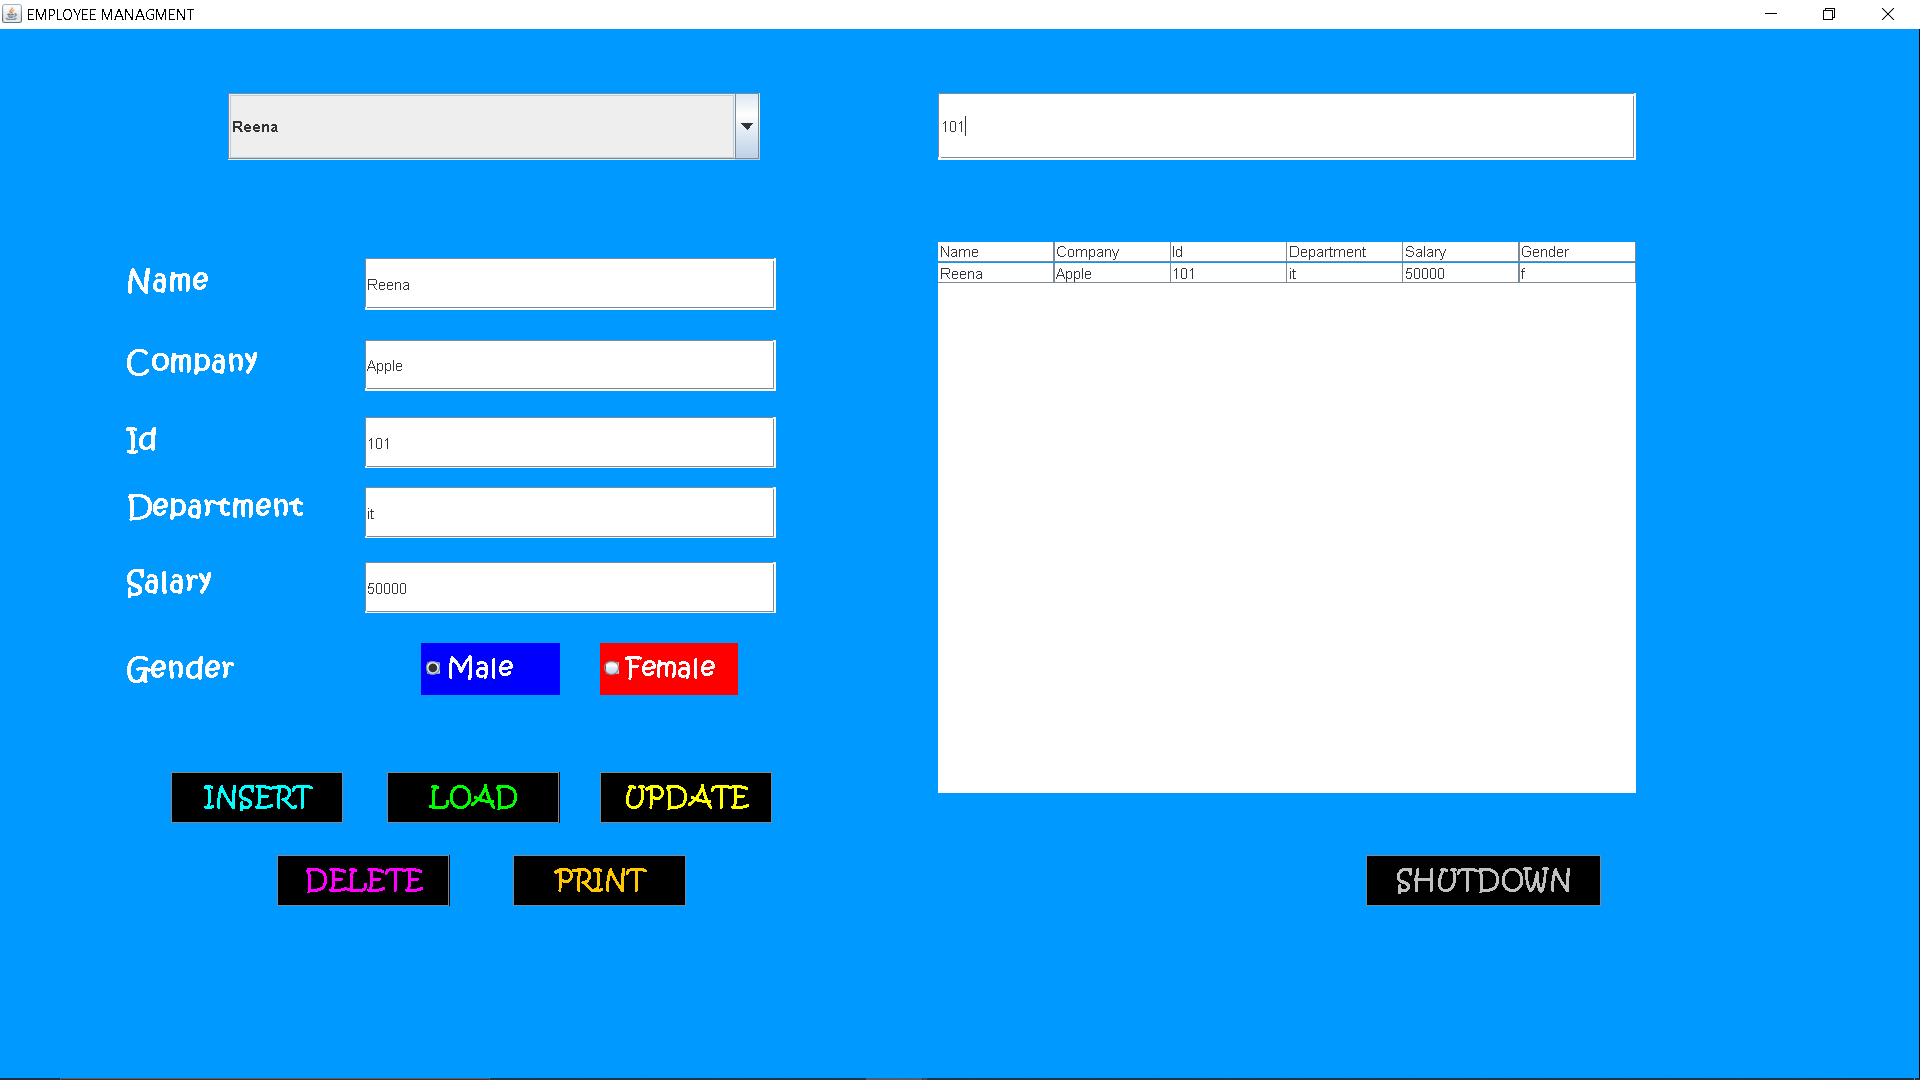 EMPLOYEE MANAGMENT
Reena
101
Name Reena
Company Apple
Id 101
Department it
Salary 50000
Gender Male Female
INSERT LOAD UPDATE
DELETE PRINT
Name Company Id Department Salary Gender
Reena Apple 101 it 50000 f
SHUTDOWN